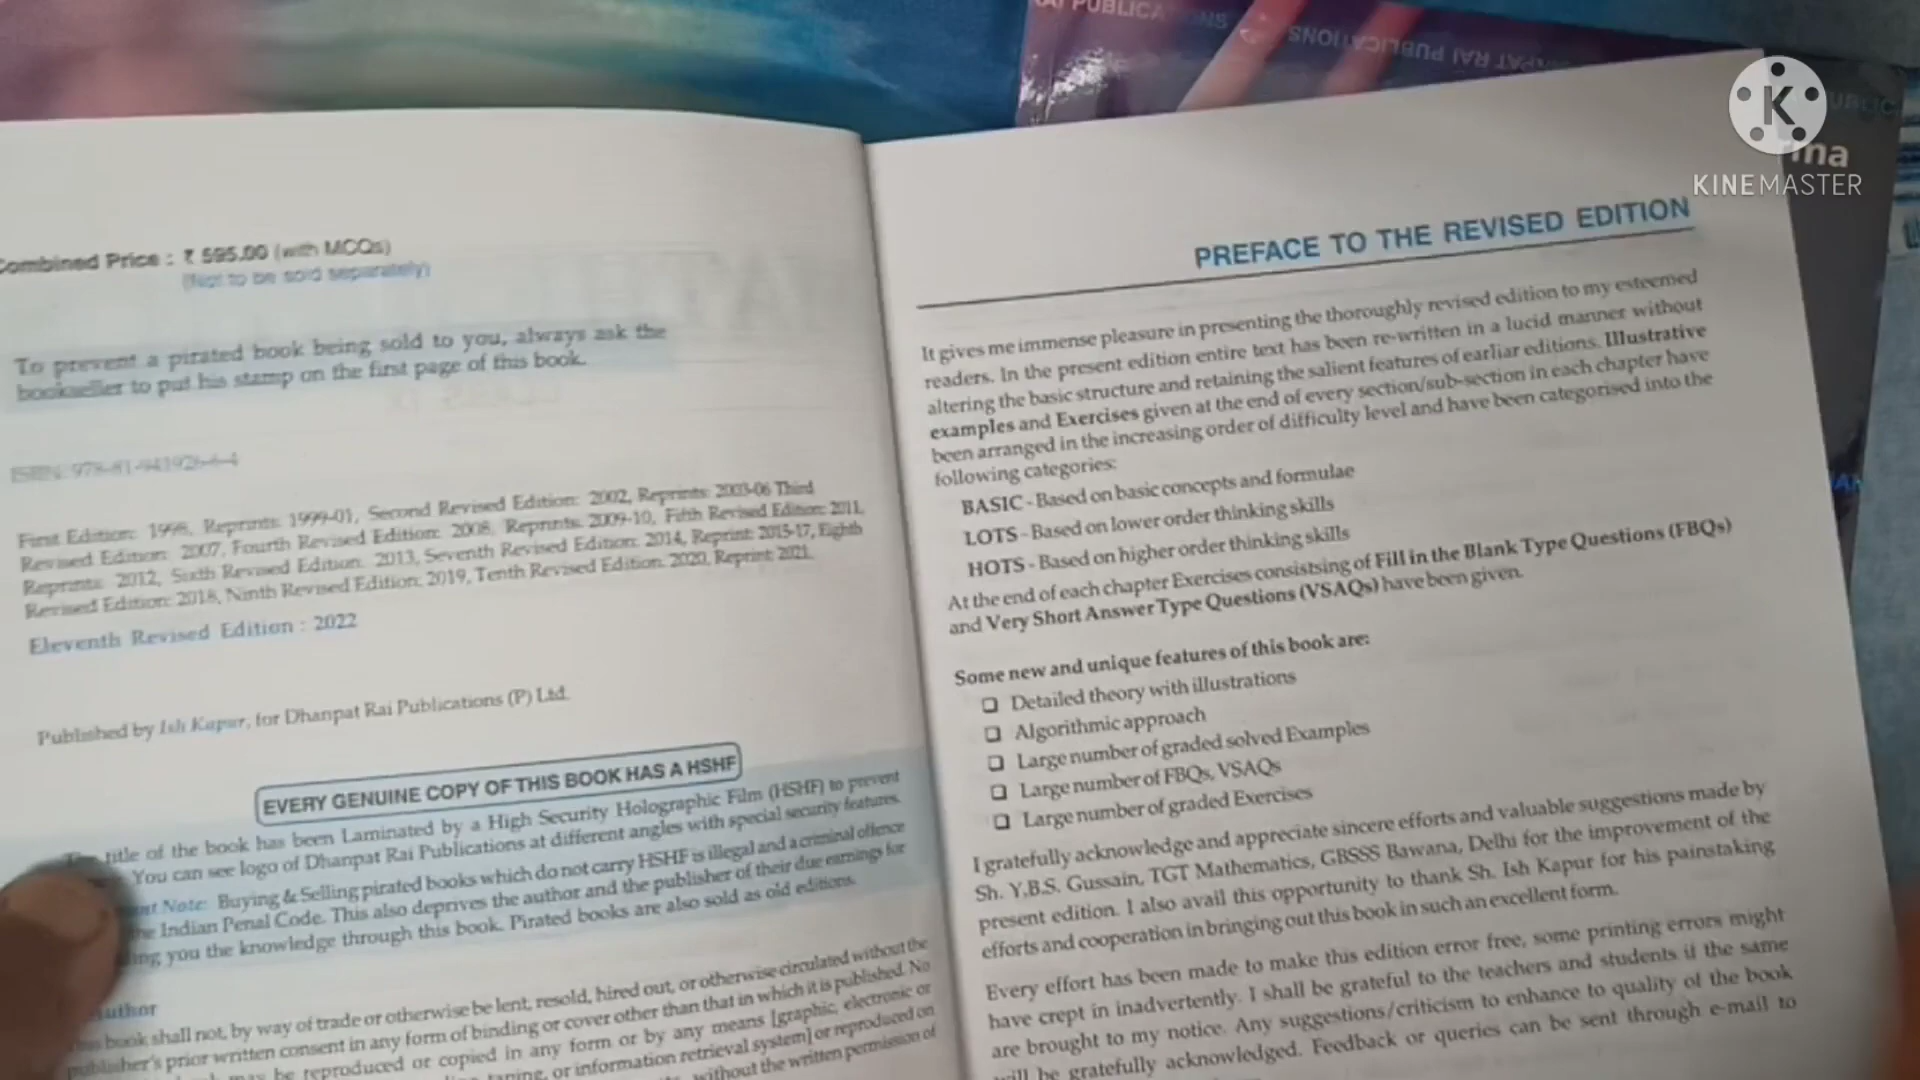 PUBLICATIONS
PAT RAI PUBLICATIONS
KINEMASTER
Combined Price : ₹ 595.00 (with MCQs)
(Not to be sold separately)
To prevent a pirated book being sold to you, always ask the
bookseller to put his stamp on the first page of this book.
First Edition: 1998, Reprints: 1999-01, Second Revised Edition: 2002, Reprints: 2003-06 Third
Revised Edition: 2007, Fourth Revised Edition: 2008, Reprints: 2009-10, Fifth Revised Edition: 2011,
Reprints: 2012, Sixth Revised Edition: 2013, Seventh Revised Edition: 2014, Reprint: 2015-17, Eighth
Revised Edition: 2018, Ninth Revised Edition: 2019, Tenth Revised Edition: 2020, Reprint: 2021,
Eleventh Revised Edition : 2022
Published by Ish Kapur, for Dhanpat Rai Publications (P) Ltd.
EVERY GENUINE COPY OF THIS BOOK HAS A HSHF
title of the book has been Laminated by a High Security Holographic Film (HSHF) to prevent
You can see logo of Dhanpat Rai Publications at different angles with special security features.
Note: Buying & Selling pirated books which do not carry HSHF is illegal and a criminal offence
the Indian Penal Code. This also deprives the author and the publisher of their due earnings for
you the knowledge through this book. Pirated books are also sold as old editions.
Author
book shall not, by way of trade or otherwise be lent, resold, hired out, or otherwise circulated without the
publisher's prior written consent in any form of binding or cover other than that in which it is published. No
be reproduced or copied in any form or by any means [graphic, electronic or
taping, or information retrieval system] or reproduced on
without the written permission of
PREFACE TO THE REVISED EDITION
It gives me immense pleasure in presenting the thoroughly revised edition to my esteemed
readers. In the present edition entire text has been re-written in a lucid manner without
altering the basic structure and retaining the salient features of earliar editions. Illustrative
examples and Exercises given at the end of every section/sub-section in each chapter have
been arranged in the increasing order of difficulty level and have been categorised into the
following categories:
BASIC - Based on basic concepts and formulae
LOTS - Based on lower order thinking skills
HOTS - Based on higher order thinking skills
At the end of each chapter Exercises consistsing of Fill in the Blank Type Questions (FBQs)
and Very Short Answer Type Questions (VSAQs) have been given.
Some new and unique features of this book are:
❑ Detailed theory with illustrations
❑ Algorithmic approach
❑ Large number of graded solved Examples
❑ Large number of FBQs, VSAQs
❑ Large number of graded Exercises
I gratefully acknowledge and appreciate sincere efforts and valuable suggestions made by
Sh. Y.B.S. Gussain, TGT Mathematics, GBSSS Bawana, Delhi for the improvement of the
present edition. I also avail this opportunity to thank Sh. Ish Kapur for his painstaking
efforts and cooperation in bringing out this book in such an excellent form.
Every effort has been made to make this edition error free, some printing errors might
have crept in inadvertently. I shall be grateful to the teachers and students if the same
are brought to my notice. Any suggestions/criticism to enhance to quality of the book
will be gratefully acknowledged. Feedback or queries can be sent through e-mail to